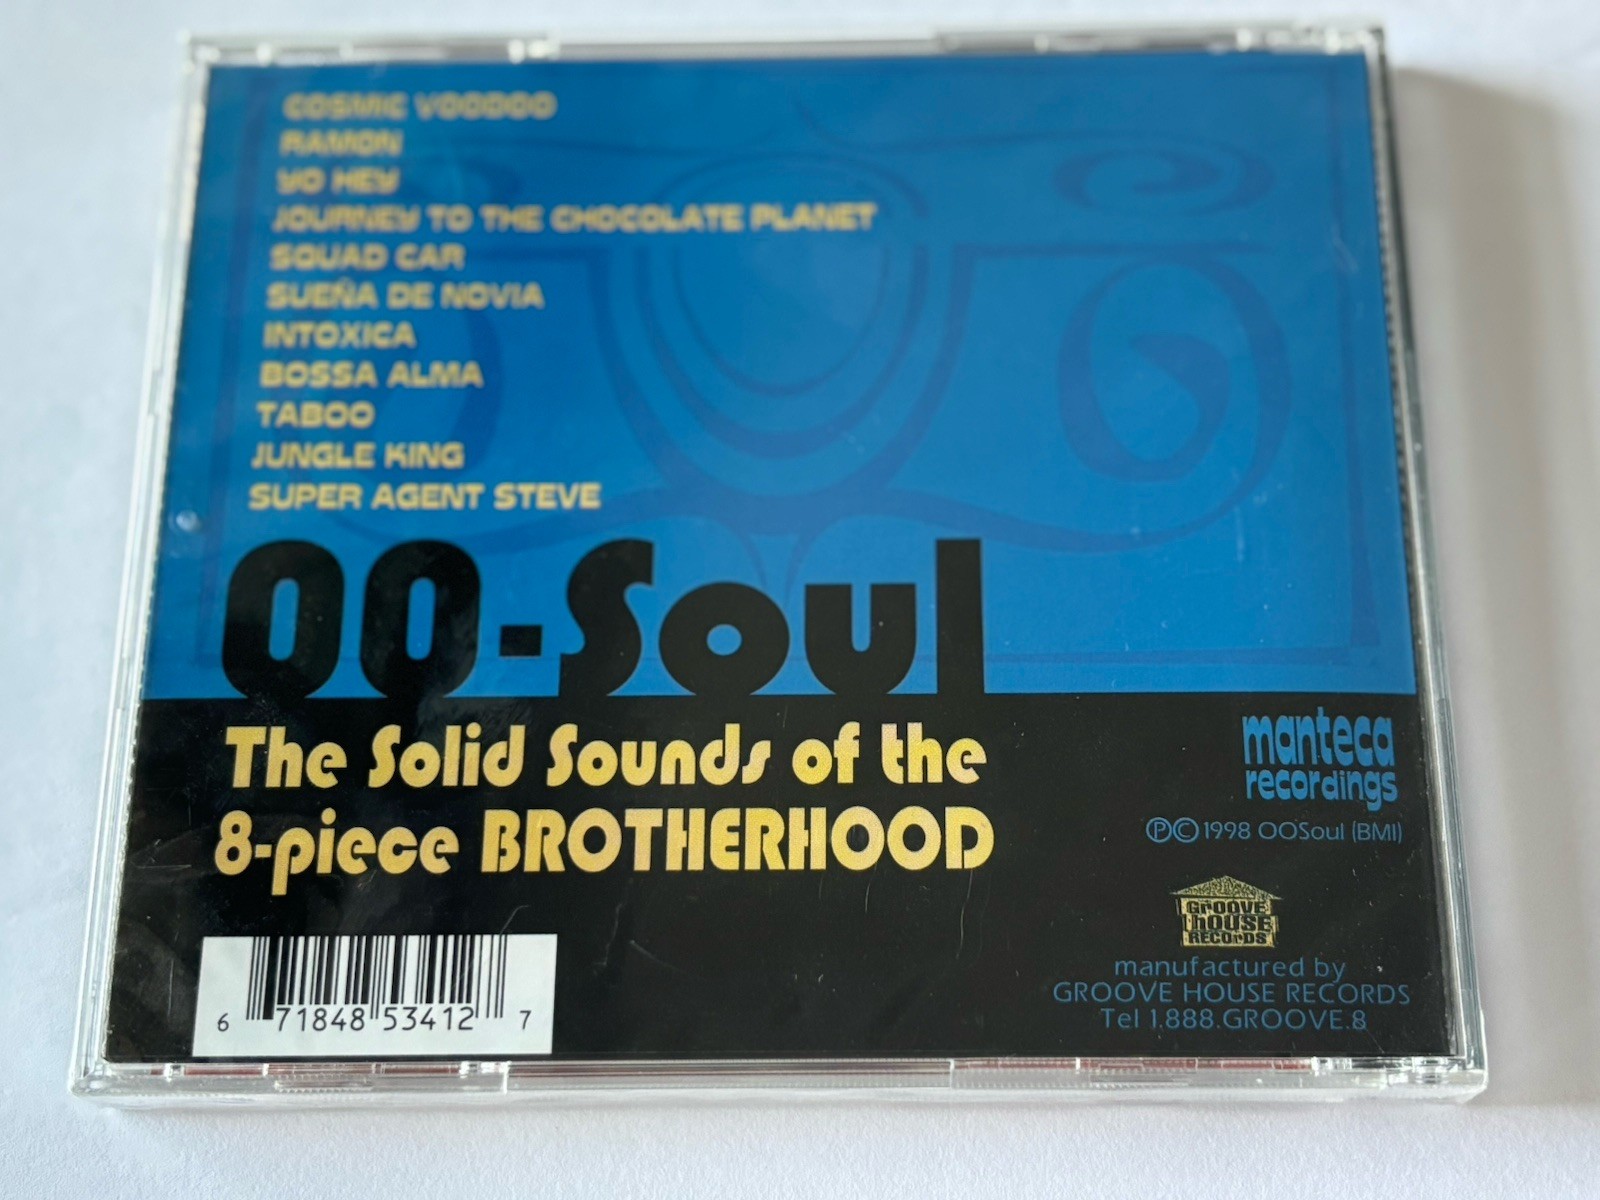 COSMIC VOODOO
RAMON
YO HEY
JOURNEY TO THE CHOCOLATE PLANET
SQUAD CAR
SUEÑA DE NOVIA
INTOXICA
BOSSA ALMA
TABOO
JUNGLE KING
SUPER AGENT STEVE
OO-Soul
The Solid Sounds of the
8-piece BROTHERHOOD
manteca
recordings
℗© 1998 OOSoul (BMI)
GrOOVE
hOUSE
RECOrDS
manufactured by
GROOVE HOUSE RECORDS
Tel 1.888.GROOVE.8
6 71848 53412 7